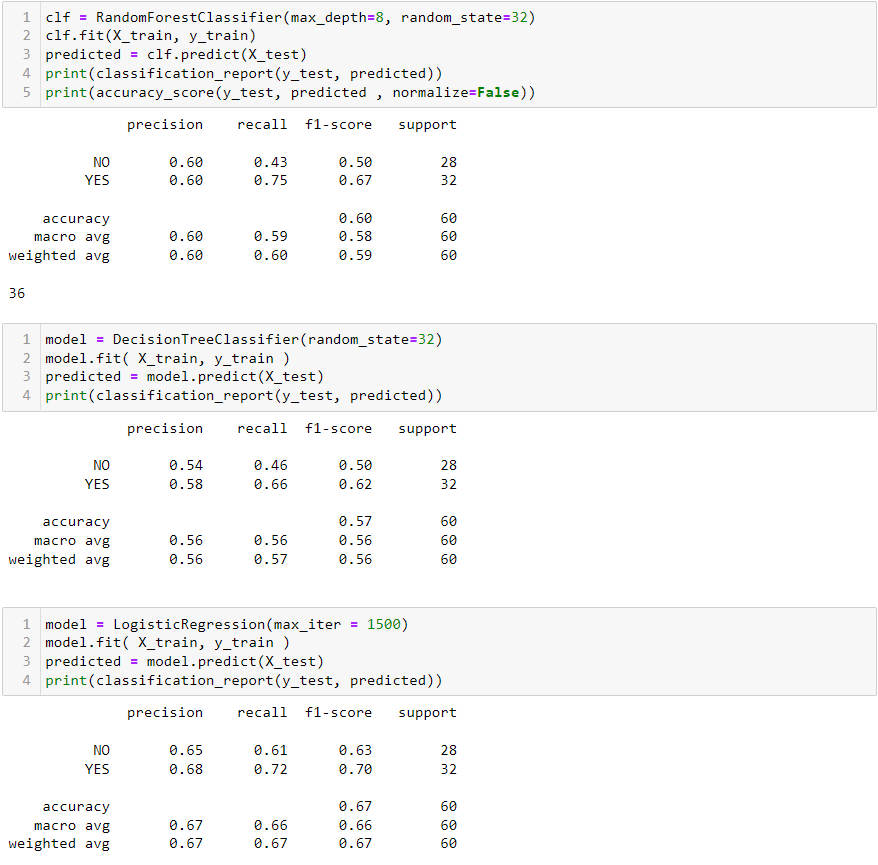 1 clf = RandomForestClassifier(max_depth=8, random_state=32)
2 clf.fit(X_train, y_train)
3 predicted = clf.predict(X_test)
4 print(classification_report(y_test, predicted))
5 print(accuracy_score(y_test, predicted , normalize=False))
precision recall f1-score support
NO 0.60 0.43 0.50 28
YES 0.60 0.75 0.67 32
accuracy 0.60 60
macro avg 0.60 0.59 0.58 60
weighted avg 0.60 0.60 0.59 60
36
1 model = DecisionTreeClassifier(random_state=32)
2 model.fit( X_train, y_train )
3 predicted = model.predict(X_test)
4 print(classification_report(y_test, predicted))
precision recall f1-score support
NO 0.54 0.46 0.50 28
YES 0.58 0.66 0.62 32
accuracy 0.57 60
macro avg 0.56 0.56 0.56 60
weighted avg 0.56 0.57 0.56 60
1 model = LogisticRegression(max_iter = 1500)
2 model.fit( X_train, y_train )
3 predicted = model.predict(X_test)
4 print(classification_report(y_test, predicted))
precision recall f1-score support
NO 0.65 0.61 0.63 28
YES 0.68 0.72 0.70 32
accuracy 0.67 60
macro avg 0.67 0.66 0.66 60
weighted avg 0.67 0.67 0.67 60